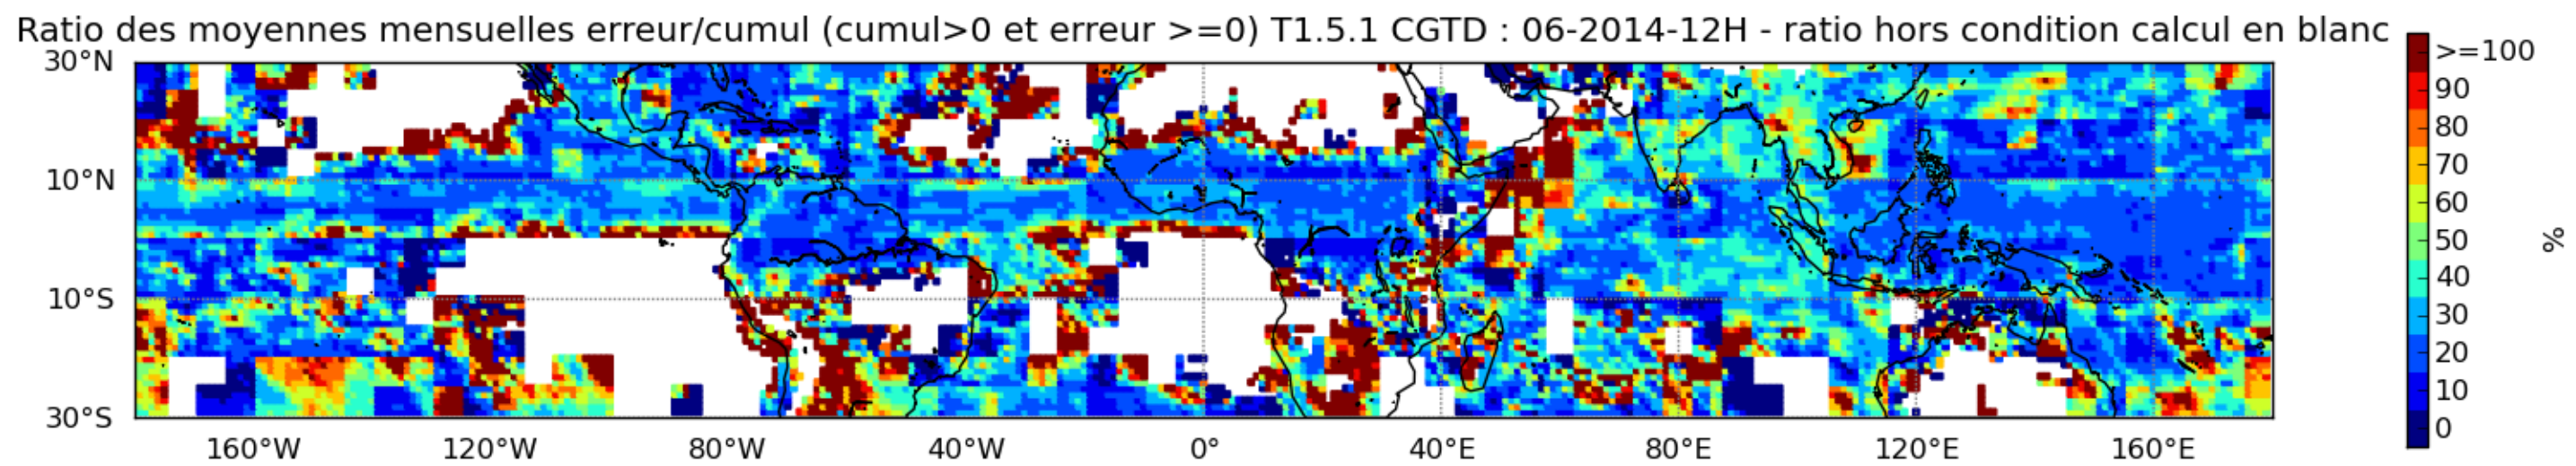 Ratio des moyennes mensuelles erreur/cumul (cumul>0 et erreur >=0) T1.5.1 CGTD : 06-2014-12H - ratio hors condition calcul en blanc
30°N
10°N
10°S
30°S
160°W 120°W 80°W 40°W 0° 40°E 80°E 120°E 160°E
>=100
90
80
70
60
50
40
30
20
10
0
%